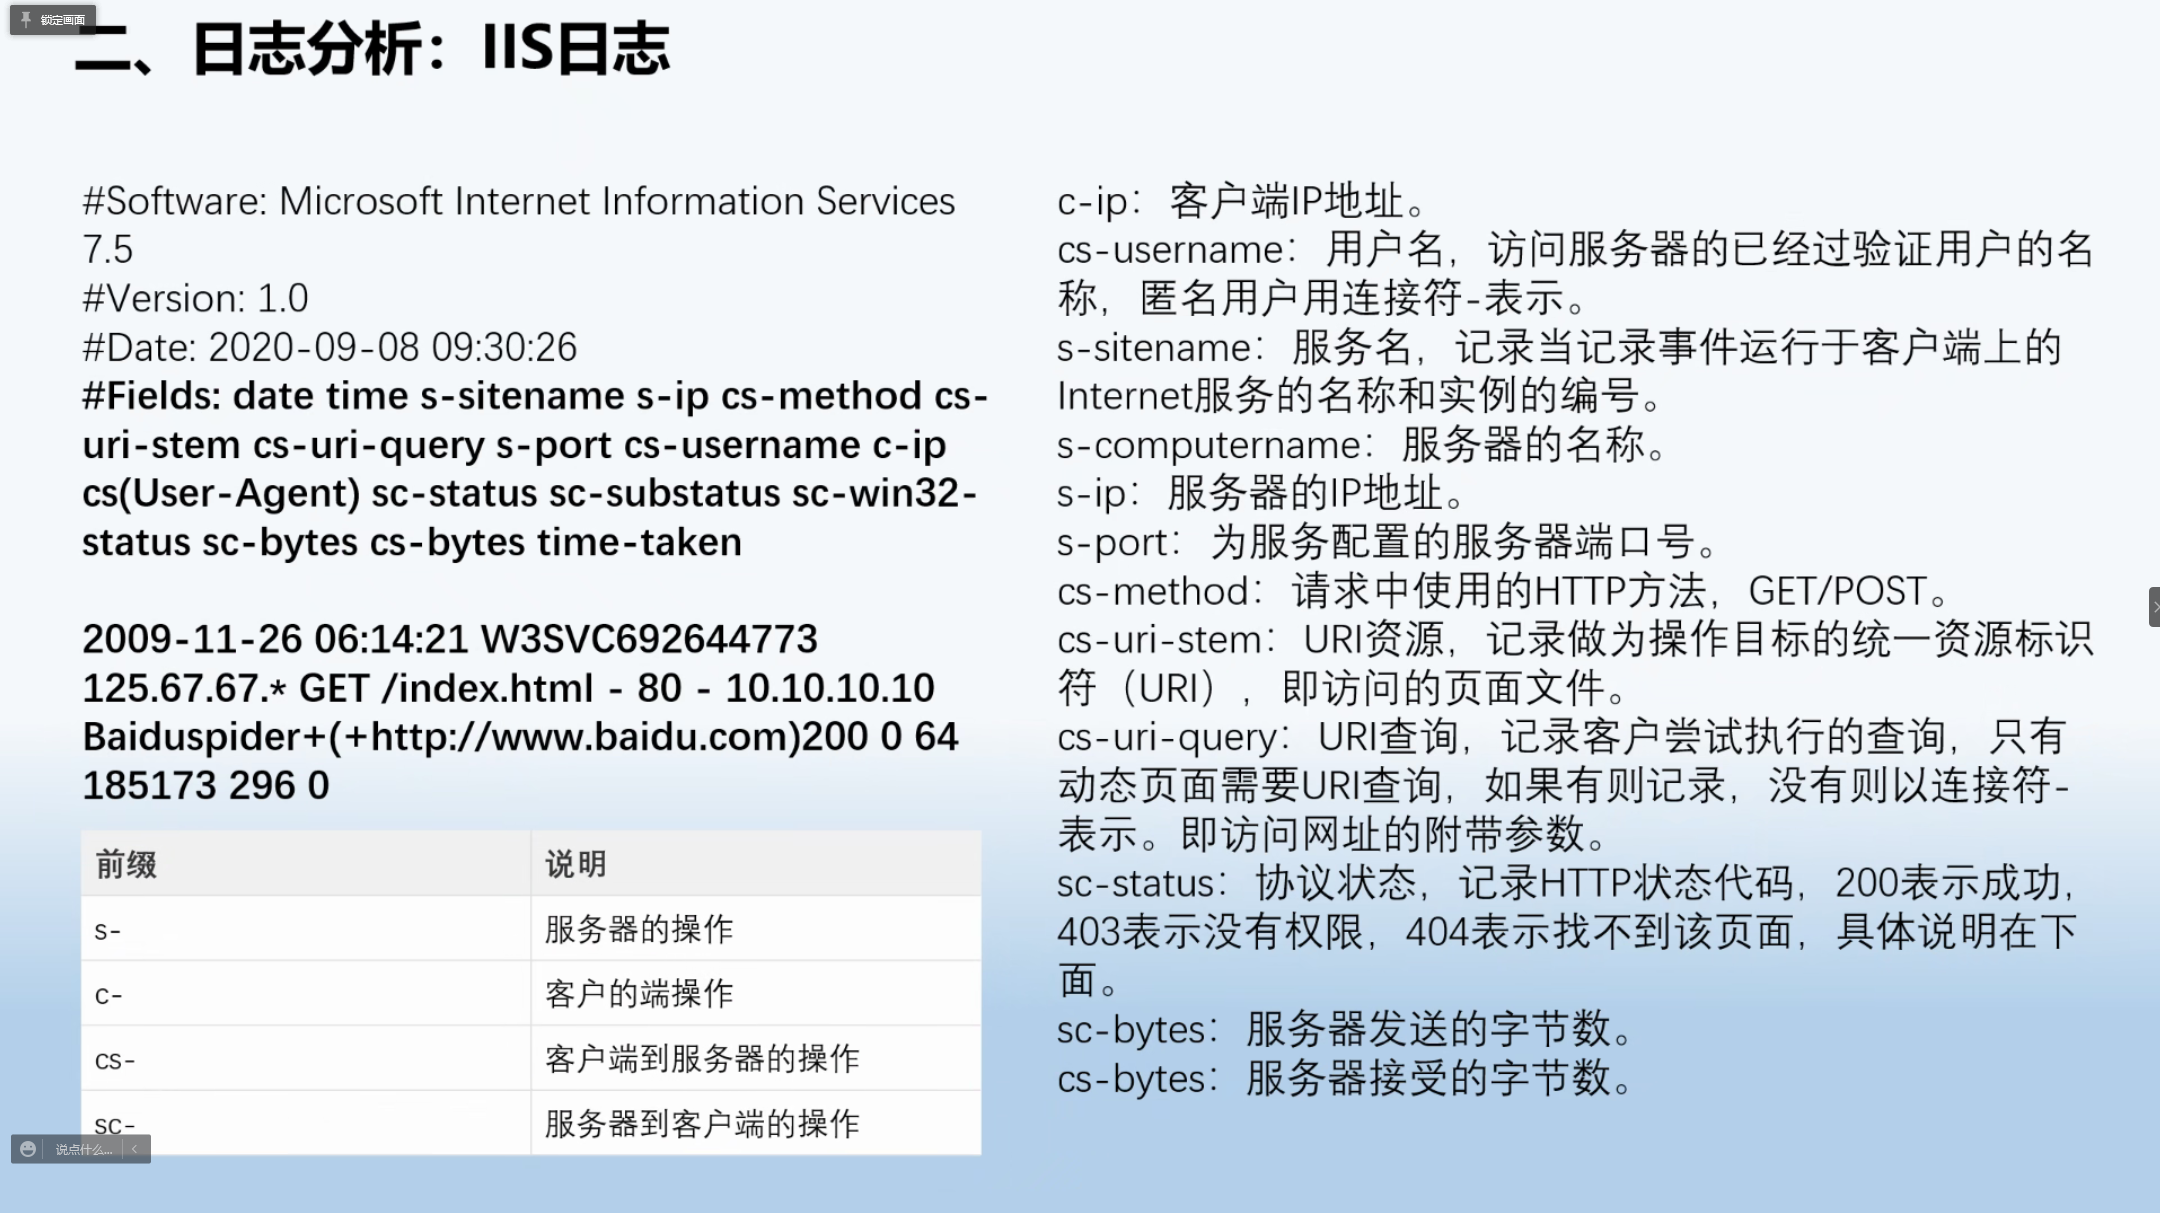 锁定画面
二、日志分析：IIS日志
#Software: Microsoft Internet Information Services
7.5
#Version: 1.0
#Date: 2020-09-08 09:30:26
#Fields: date time s-sitename s-ip cs-method cs-
uri-stem cs-uri-query s-port cs-username c-ip
cs(User-Agent) sc-status sc-substatus sc-win32-
status sc-bytes cs-bytes time-taken
2009-11-26 06:14:21 W3SVC692644773
125.67.67.* GET /index.html - 80 - 10.10.10.10
Baiduspider+(+http://www.baidu.com)200 0 64
185173 296 0
前缀 说明
s- 服务器的操作
c- 客户的端操作
cs- 客户端到服务器的操作
sc- 服务器到客户端的操作
说点什么...
c-ip：客户端IP地址。
cs-username：用户名，访问服务器的已经过验证用户的名
称，匿名用户用连接符-表示。
s-sitename：服务名，记录当记录事件运行于客户端上的
Internet服务的名称和实例的编号。
s-computername：服务器的名称。
s-ip：服务器的IP地址。
s-port：为服务配置的服务器端口号。
cs-method：请求中使用的HTTP方法，GET/POST。
cs-uri-stem：URI资源，记录做为操作目标的统一资源标识
符（URI），即访问的页面文件。
cs-uri-query：URI查询，记录客户尝试执行的查询，只有
动态页面需要URI查询，如果有则记录，没有则以连接符-
表示。即访问网址的附带参数。
sc-status：协议状态，记录HTTP状态代码，200表示成功，
403表示没有权限，404表示找不到该页面，具体说明在下
面。
sc-bytes：服务器发送的字节数。
cs-bytes：服务器接受的字节数。